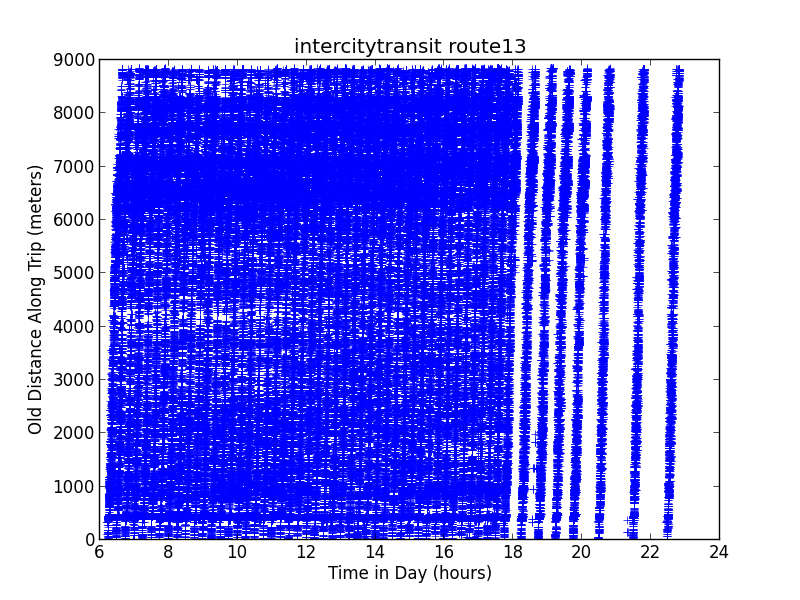 intercitytransit route13
Old Distance Along Trip (meters)
9000
8000
7000
6000
5000
4000
3000
2000
1000
0
6 8 10 12 14 16 18 20 22 24
Time in Day (hours)